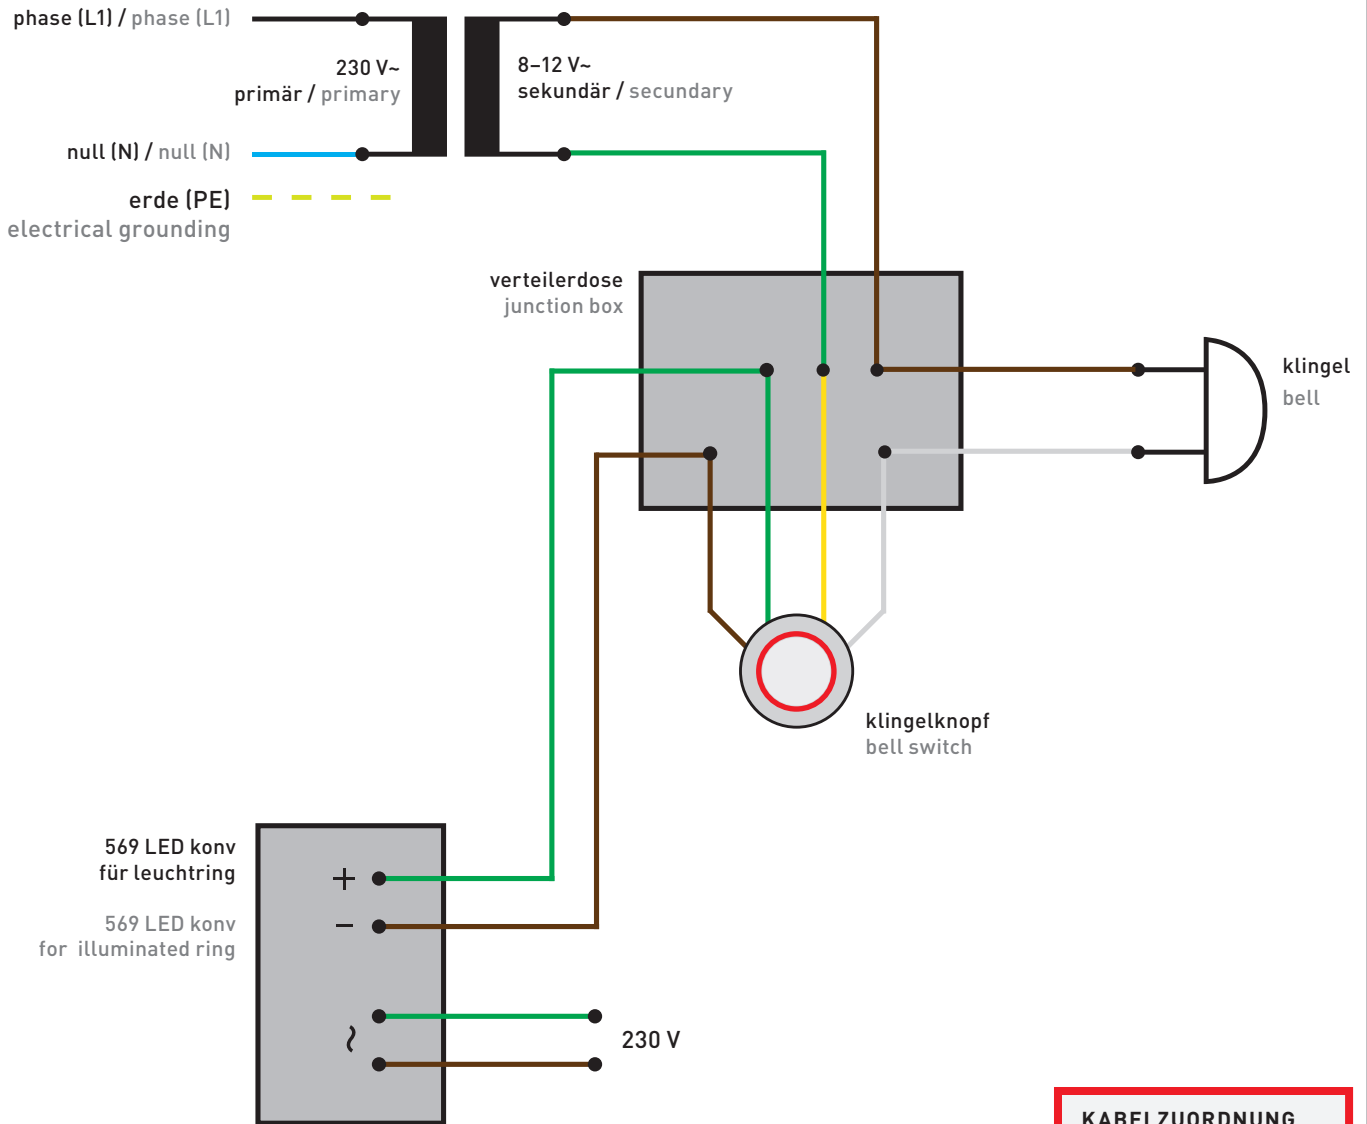 phase (L1) / phase (L1)
230 V~
primär / primary
8–12 V~
sekundär / secundary
null (N) / null (N)
erde (PE)
electrical grounding
verteilerdose
junction box
klingel
bell
klingelknopf
bell switch
569 LED konv
für leuchtring
569 LED konv
for illuminated ring
+
−
~
230 V
KABELZUORDNUNG